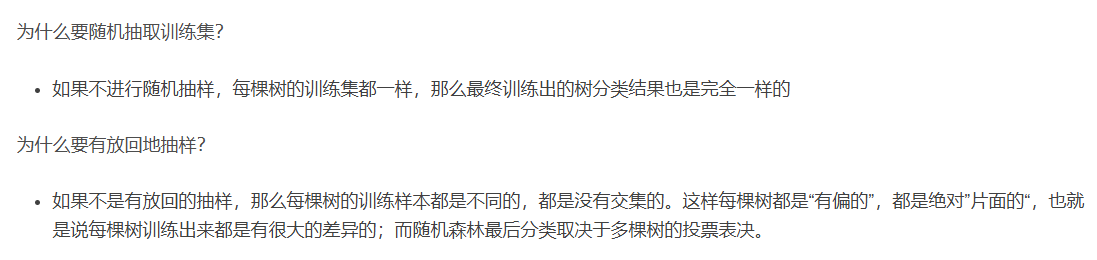 为什么要随机抽取训练集？
• 如果不进行随机抽样，每棵树的训练集都一样，那么最终训练出的树分类结果也是完全一样的
为什么要有放回地抽样？
• 如果不是有放回的抽样，那么每棵树的训练样本都是不同的，都是没有交集的。这样每棵树都是“有偏的”，都是绝对”片面的“，也就
是说每棵树训练出来都是有很大的差异的；而随机森林最后分类取决于多棵树的投票表决。